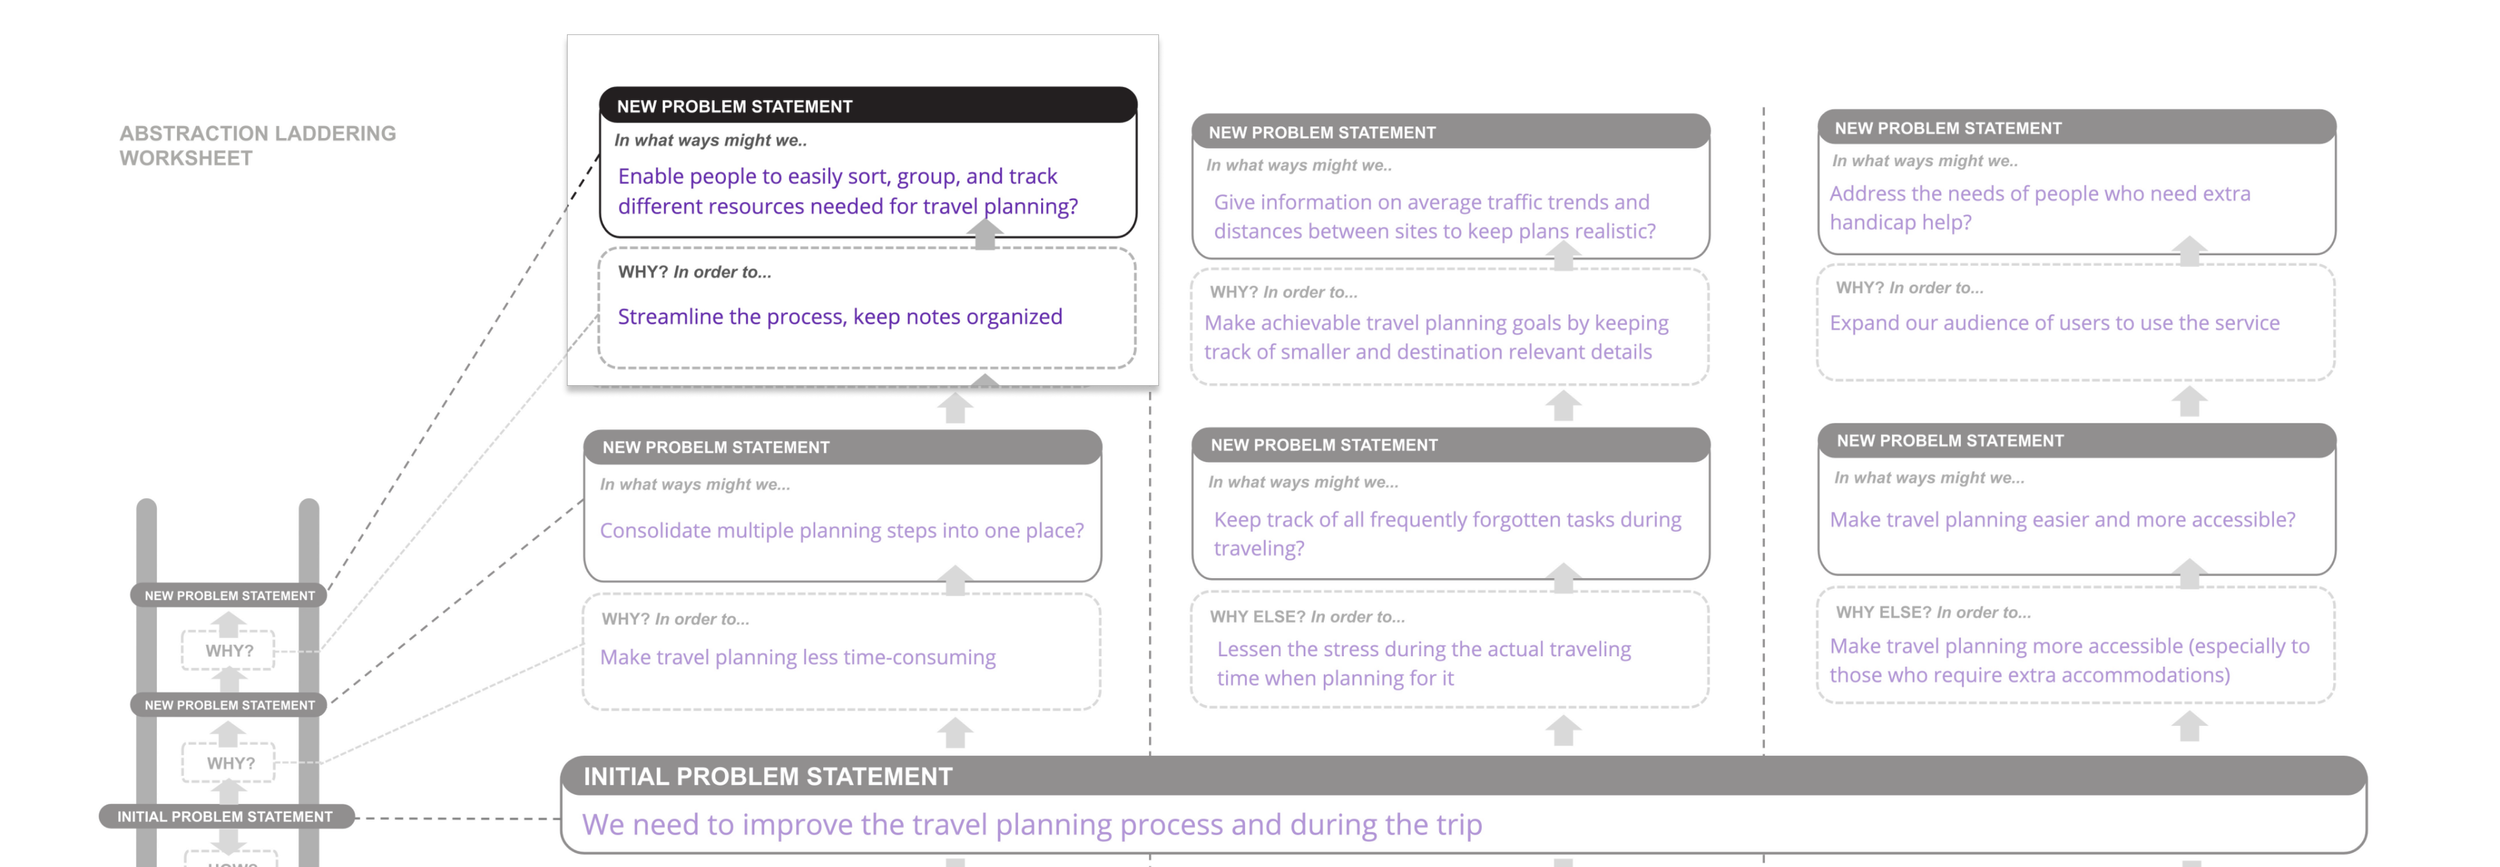 ABSTRACTION LADDERING
WORKSHEET
NEW PROBLEM STATEMENT
In what ways might we..
Enable people to easily sort, group, and track
different resources needed for travel planning?
WHY? In order to...
Streamline the process, keep notes organized
NEW PROBELM STATEMENT
In what ways might we...
Consolidate multiple planning steps into one place?
WHY? In order to...
Make travel planning less time-consuming
NEW PROBLEM STATEMENT
In what ways might we..
Give information on average traffic trends and
distances between sites to keep plans realistic?
WHY? In order to...
Make achievable travel planning goals by keeping
track of smaller and destination relevant details
NEW PROBELM STATEMENT
In what ways might we...
Keep track of all frequently forgotten tasks during
traveling?
WHY ELSE? In order to...
Lessen the stress during the actual traveling
time when planning for it
NEW PROBLEM STATEMENT
In what ways might we..
Address the needs of people who need extra
handicap help?
WHY? In order to...
Expand our audience of users to use the service
NEW PROBELM STATEMENT
In what ways might we...
Make travel planning easier and more accessible?
WHY ELSE? In order to...
Make travel planning more accessible (especially to
those who require extra accommodations)
NEW PROBLEM STATEMENT
WHY?
NEW PROBLEM STATEMENT
WHY?
INITIAL PROBLEM STATEMENT
INITIAL PROBLEM STATEMENT
We need to improve the travel planning process and during the trip